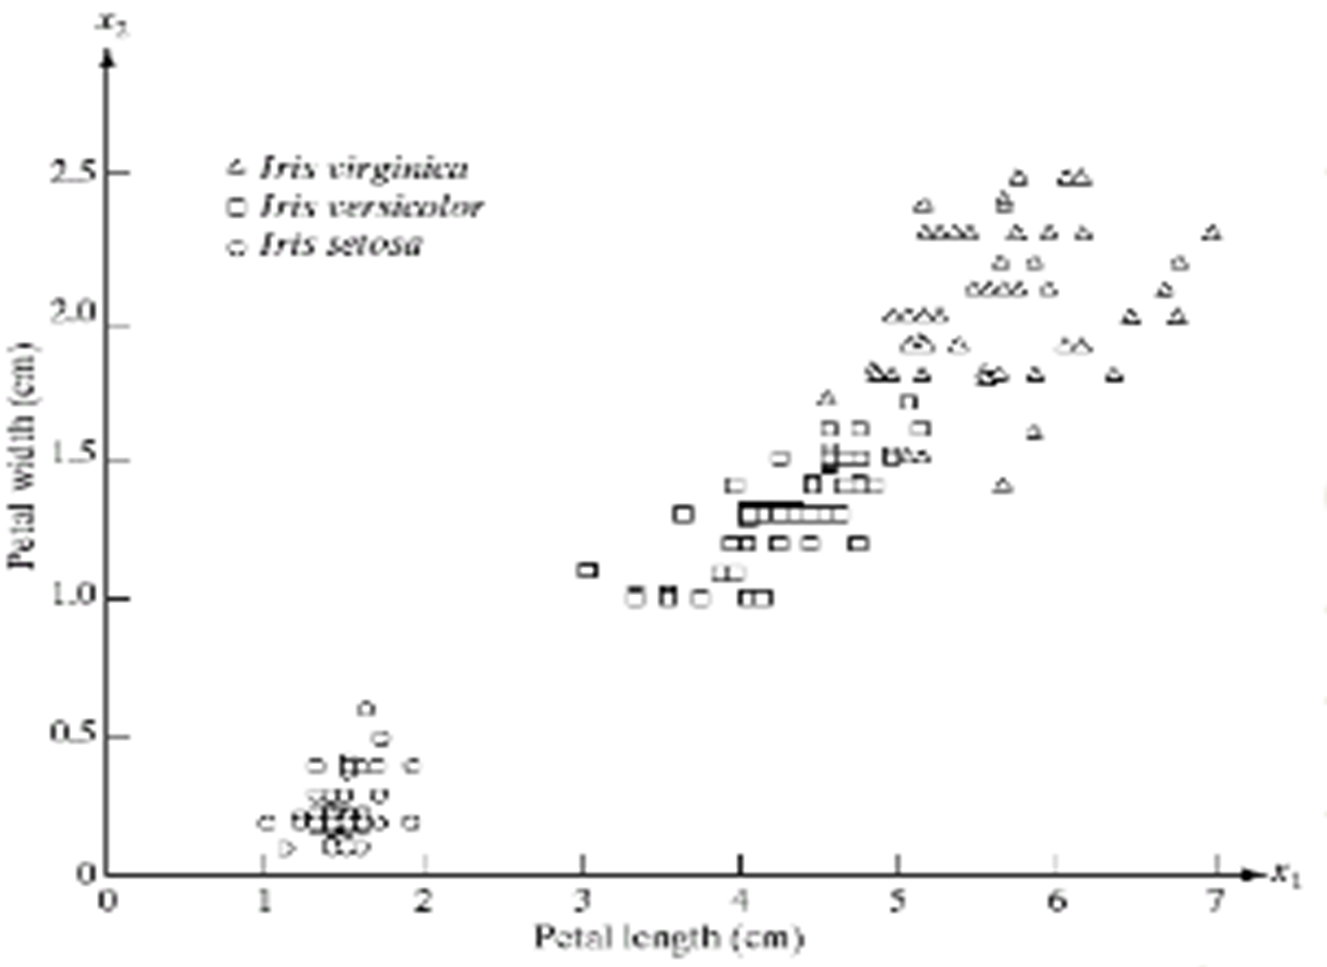 x₂
2.5
Iris virginica
Iris versicolor
Iris setosa
2.0
1.5
1.0
0.5
0
Petal width (cm)
0 1 2 3 4 5 6 7
x₁
Petal length (cm)